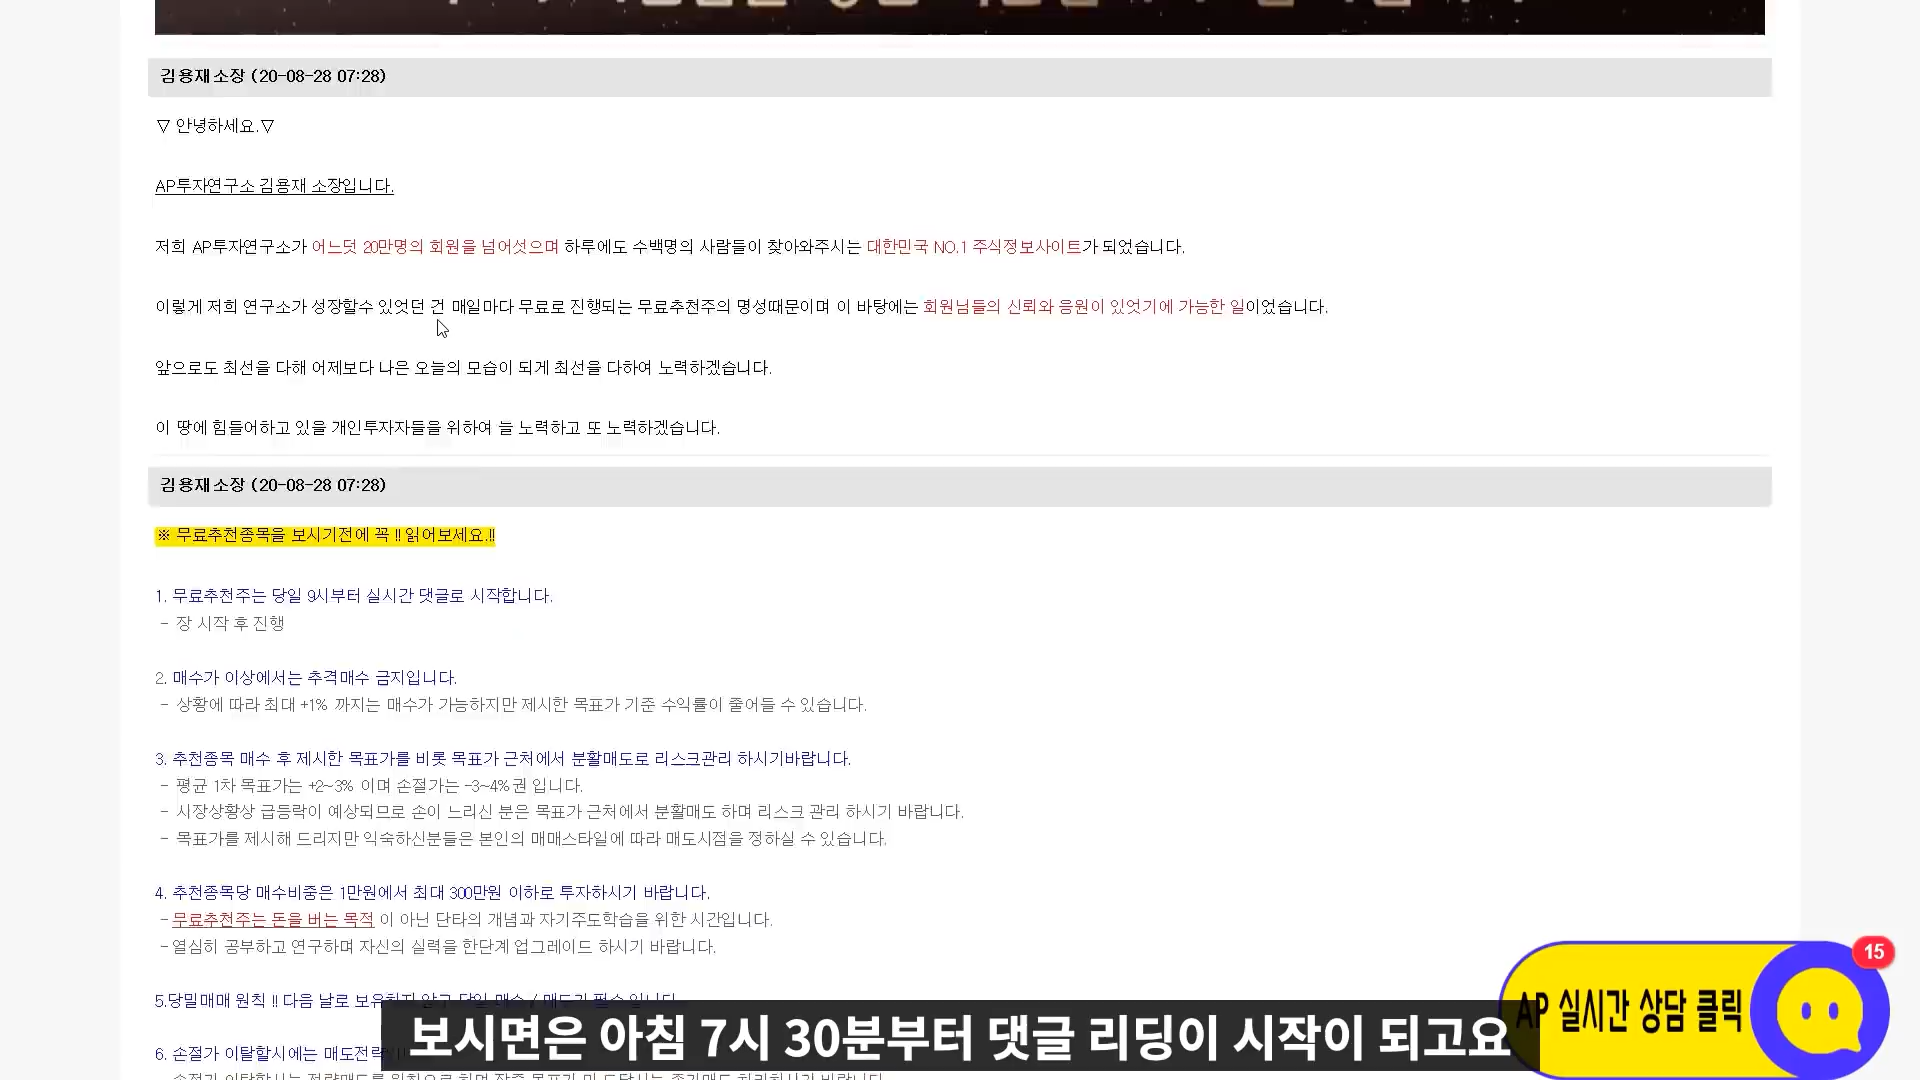 김용재소장 (20-08-28 07:28)
▽ 안녕하세요.▽
AP투자연구소 김용재 소장입니다.
저희 AP투자연구소가 어느덧 20만명의 회원을 넘어섯으며 하루에도 수백명의 사람들이 찾아와주시는 대한민국 NO.1 주식정보사이트가 되었습니다.
이렇게 저희 연구소가 성장할수 있엇던 건 매일마다 무료로 진행되는 무료추천주의 명성때문이며 이 바탕에는 회원님들의 신뢰와 응원이 있엇기에 가능한 일이었습니다.
앞으로도 최선을 다해 어제보다 나은 오늘의 모습이 되게 최선을 다하여 노력하겠습니다.
이 땅에 힘들어하고 있을 개인투자자들을 위하여 늘 노력하고 또 노력하겠습니다.
김용재소장 (20-08-28 07:28)
※ 무료추천종목을 보시기전에 꼭 !! 읽어보세요.!!
1. 무료추천주는 당일 9시부터 실시간 댓글로 시작합니다.
- 장 시작 후 진행
2. 매수가 이상에서는 추격매수 금지입니다.
- 상황에 따라 최대 +1% 까지는 매수가 가능하지만 제시한 목표가 기준 수익률이 줄어들 수 있습니다.
3. 추천종목 매수 후 제시한 목표가를 비롯 목표가 근처에서 분활매도로 리스크관리 하시기바랍니다.
- 평균 1차 목표가는 +2~3% 이며 손절가는 -3~4%권 입니다.
- 시장상황상 급등락이 예상되므로 손이 느리신 분은 목표가 근처에서 분활매도 하며 리스크 관리 하시기 바랍니다.
- 목표가를 제시해 드리지만 익숙하신분들은 본인의 매매스타일에 따라 매도시점을 정하실 수 있습니다.
4. 추천종목당 매수비중은 1만원에서 최대 300만원 이하로 투자하시기 바랍니다.
- 무료추천주는 돈을 버는 목적 이 아닌 단타의 개념과 자기주도학습을 위한 시간입니다.
- 열심히 공부하고 연구하며 자신의 실력을 한단계 업그레이드 하시기 바랍니다.
5.당밀매매 원칙 !! 다음 날로 보유하지 않고 당일 매수 / 매도가 필수 입니다
6. 손절가 이탈할시에는 매도전략
보시면은 아침 7시 30분부터 댓글 리딩이 시작이 되고요
AP 실시간 상담 클릭
15